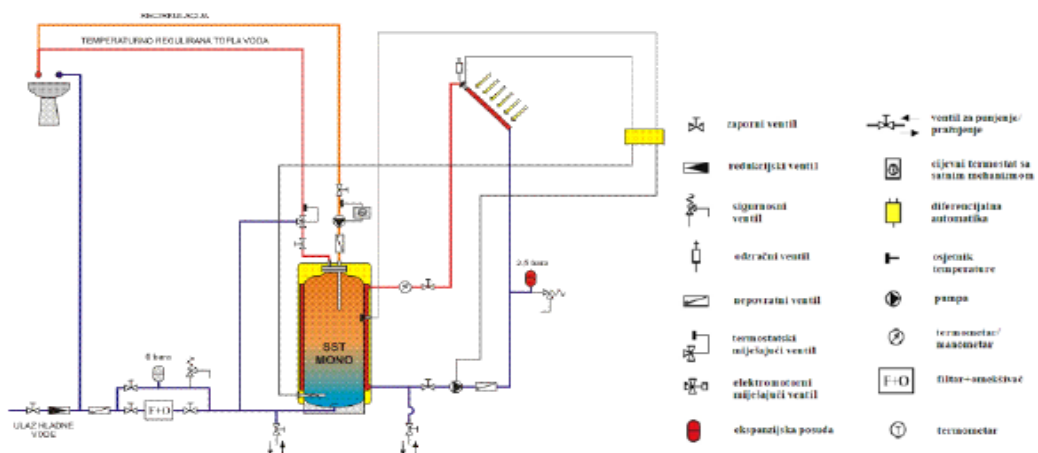 RECIRKULACIJA
TEMPERATURNO REGULIRANA TOPLA VODA
2,5 bara
SST
MONO
6 bara
F+O
ULAZ HLADNE
VODE
zaporni ventil
redukcijski ventil
sigurnosni
ventil
odzračni ventil
nepovratni ventil
termostatski
miješajući ventil
elektromotorni
miješajući ventil
ekspanzijska posuda
ventil za punjenje/
pražnjenje
cijevni termostat sa
satnim mehanizmom
diferencijalna
automatika
osjetnik
temperature
pumpa
termometar/
manometar
F+O
filter+omekšivač
T
termometar